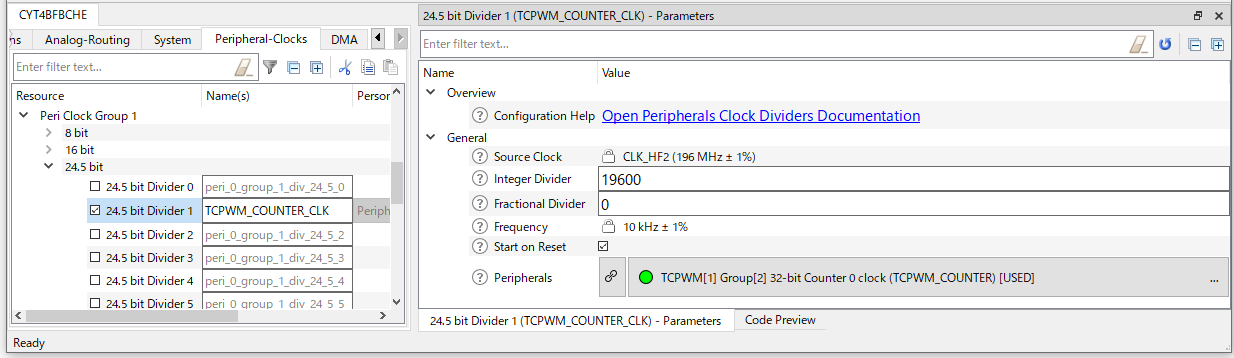 CYT4BFBCHE
ns Analog-Routing System Peripheral-Clocks DMA
Enter filter text...
Resource Name(s) Person
Peri Clock Group 1
8 bit
16 bit
24.5 bit
24.5 bit Divider 0 peri_0_group_1_div_24_5_0
24.5 bit Divider 1 TCPWM_COUNTER_CLK Periph
24.5 bit Divider 2 peri_0_group_1_div_24_5_2
24.5 bit Divider 3 peri_0_group_1_div_24_5_3
24.5 bit Divider 4 peri_0_group_1_div_24_5_4
24.5 bit Divider 5 peri_0_group_1_div_24_5_5
24.5 bit Divider 1 (TCPWM_COUNTER_CLK) - Parameters
Enter filter text...
Name Value
Overview
Configuration Help Open Peripherals Clock Dividers Documentation
General
Source Clock CLK_HF2 (196 MHz ± 1%)
Integer Divider 19600
Fractional Divider 0
Frequency 10 kHz ± 1%
Start on Reset
Peripherals TCPWM[1] Group[2] 32-bit Counter 0 clock (TCPWM_COUNTER) [USED] ...
24.5 bit Divider 1 (TCPWM_COUNTER_CLK) - Parameters Code Preview
Ready